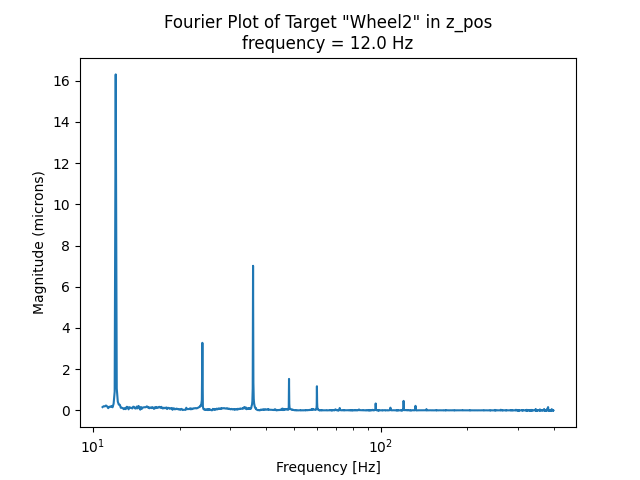 Fourier Plot of Target "Wheel2" in z_pos
frequency = 12.0 Hz
Magnitude (microns)
16
14
12
10
8
6
4
2
0
10¹
10²
Frequency [Hz]